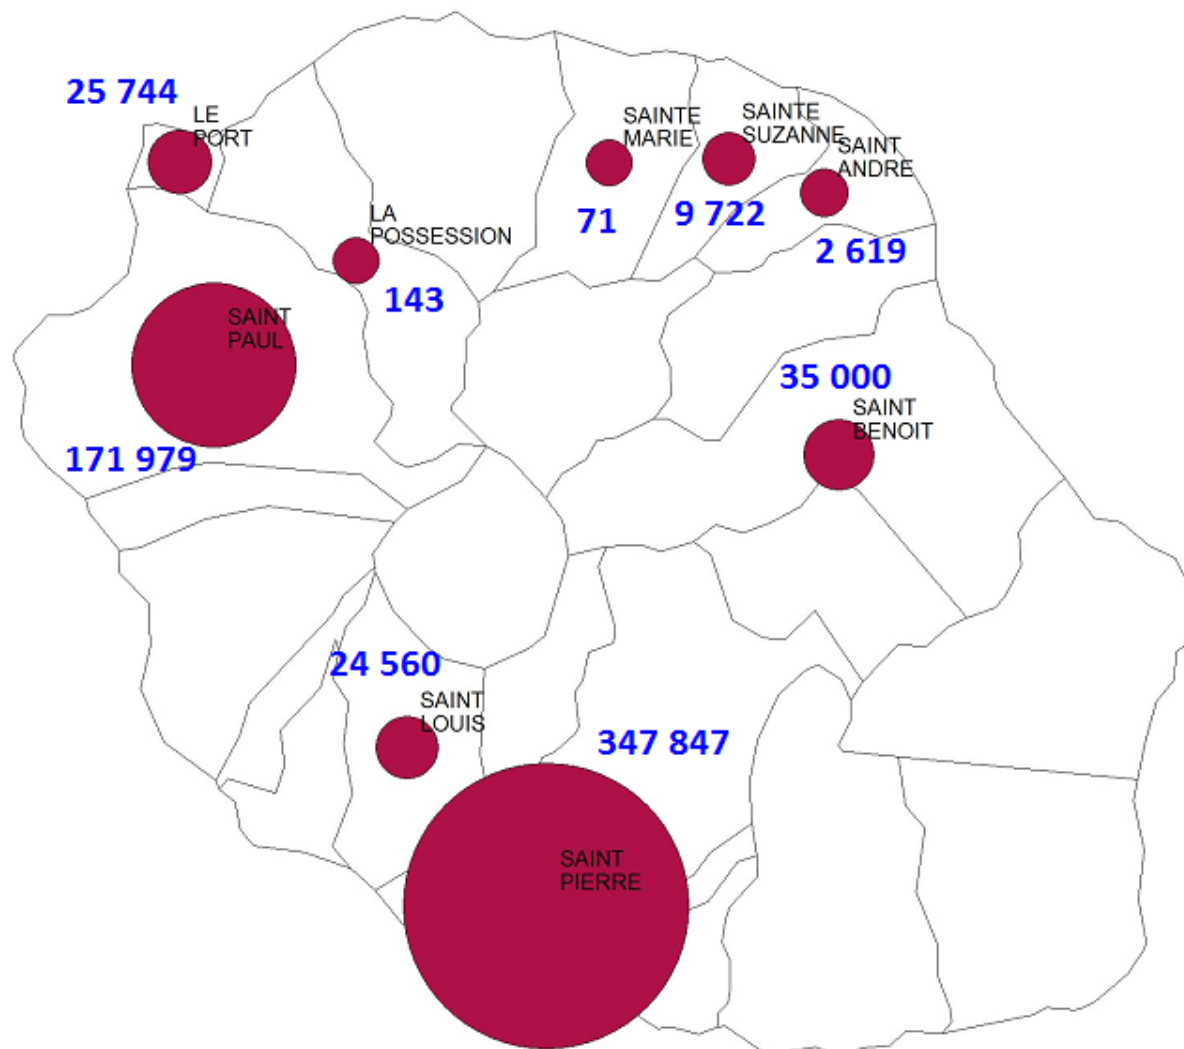 25 744
LE
PORT
SAINTE
MARIE
71
SAINTE
SUZANNE
9 722
SAINT
ANDRE
2 619
LA
POSSESSION
143
SAINT
PAUL
171 979
35 000
SAINT
BENOIT
24 560
SAINT
LOUIS
347 847
SAINT
PIERRE